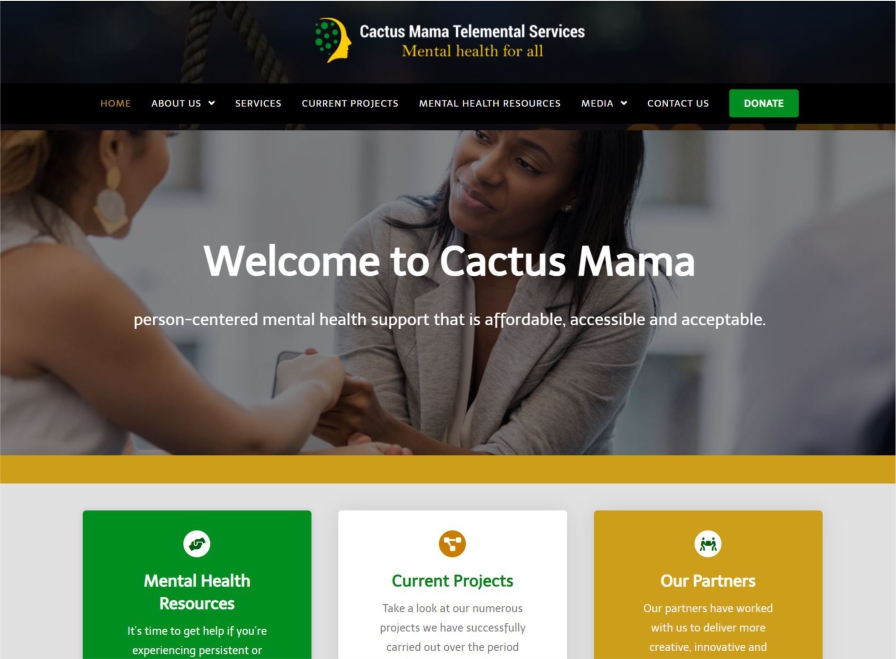 Cactus Mama Telemental Services
Mental health for all
HOME ABOUT US SERVICES CURRENT PROJECTS MENTAL HEALTH RESOURCES MEDIA CONTACT US DONATE
Welcome to Cactus Mama
person-centered mental health support that is affordable, accessible and acceptable.
Mental Health
Resources
It's time to get help if you're
experiencing persistent or
Current Projects
Take a look at our numerous
projects we have successfully
carried out over the period
Our Partners
Our partners have worked
with us to deliver more
creative, innovative and